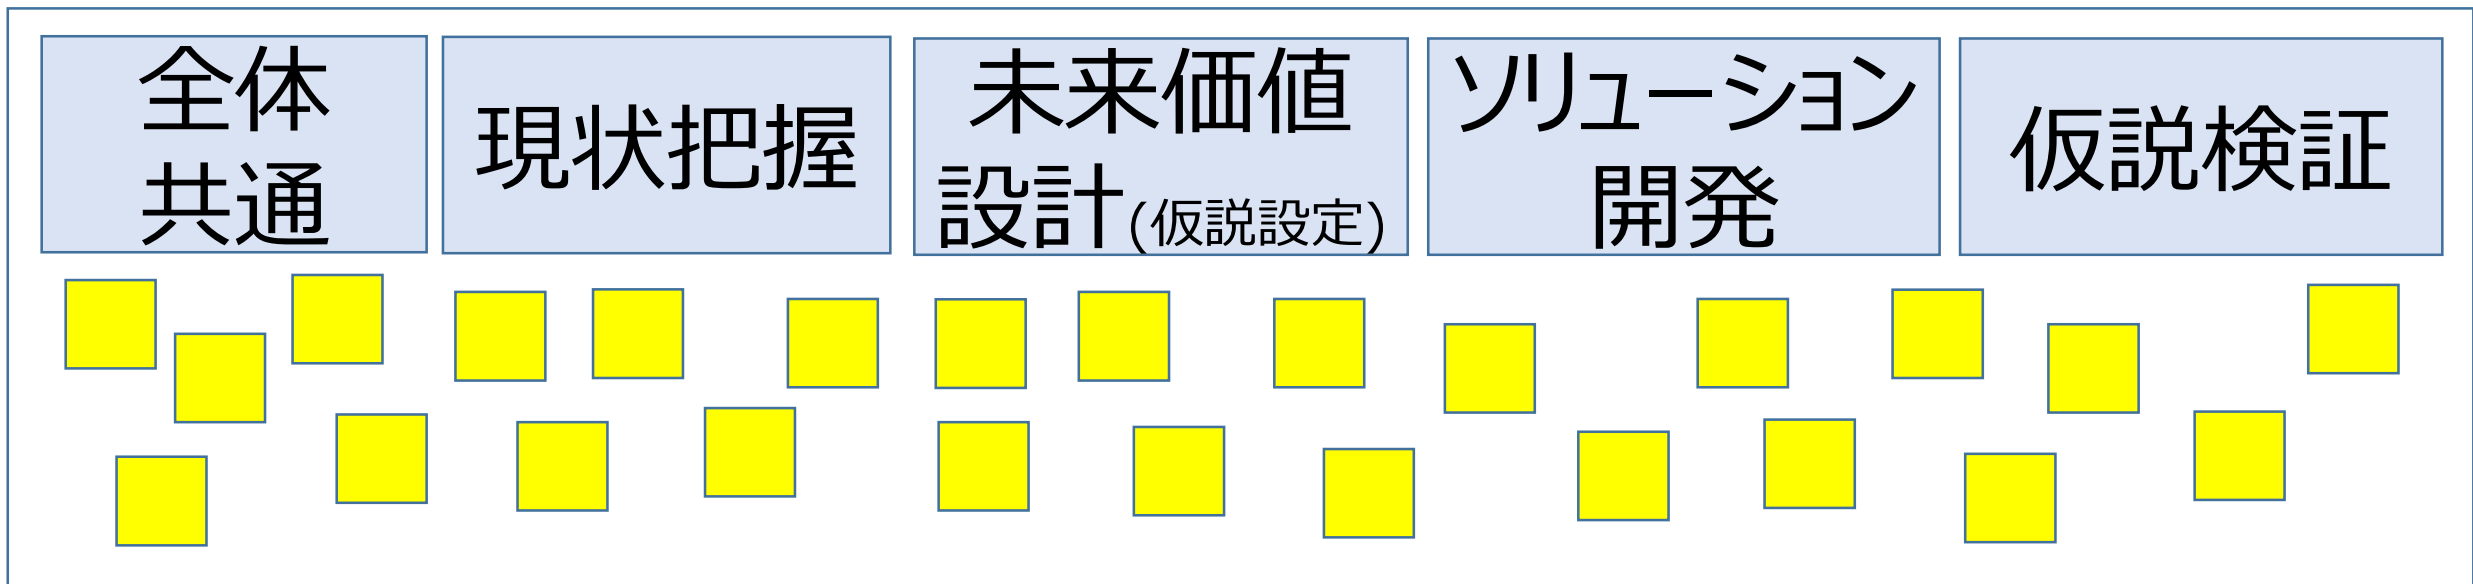 全体
共通
現状把握
未来価値
設計(仮説設定)
ソリューション
開発
仮説検証